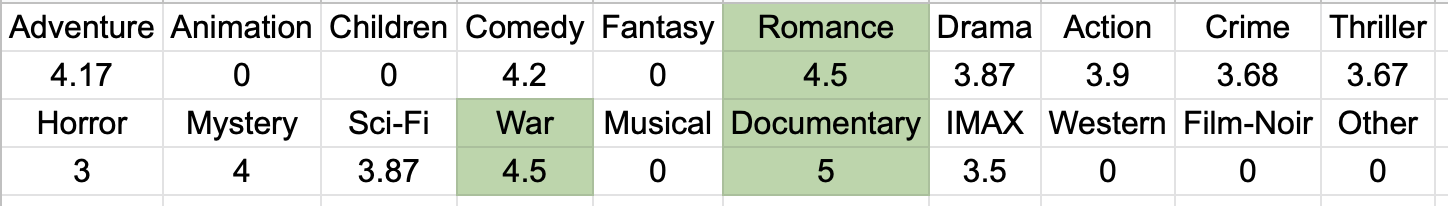 Adventure Animation Children Comedy Fantasy Romance Drama Action Crime Thriller
4.17 0 0 4.2 0 4.5 3.87 3.9 3.68 3.67
Horror Mystery Sci-Fi War Musical Documentary IMAX Western Film-Noir Other
3 4 3.87 4.5 0 5 3.5 0 0 0